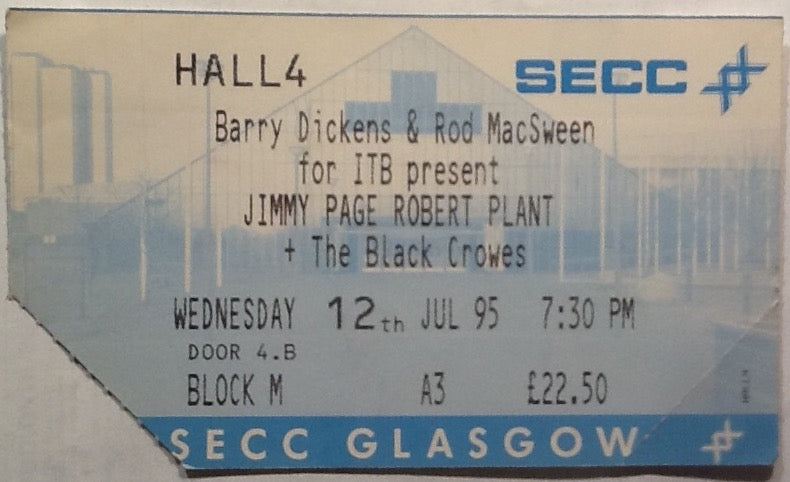 HALL4
SECC
Barry Dickens & Rod MacSween
for ITB present
JIMMY PAGE ROBERT PLANT
+ The Black Crowes
WEDNESDAY 12th JUL 95 7:30 PM
DOOR 4.B
BLOCK M A3 £22.50
SECC GLASGOW